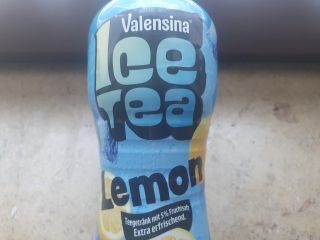 Valensina
Ice
Tea
Lemon
Teegetränk mit 5% Fruchtsaft
Extra erfrischend.